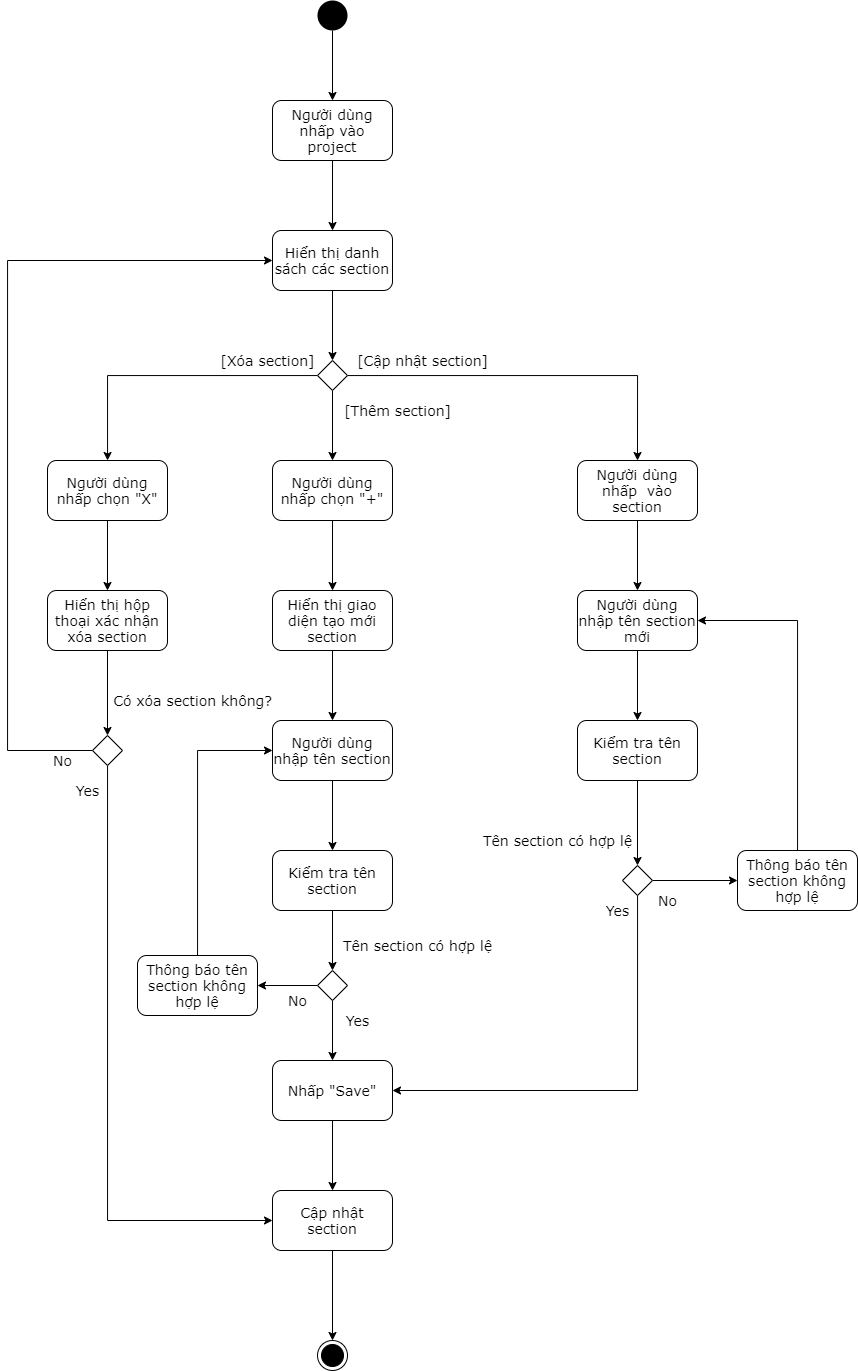 Người dùng
nhấp vào
project
Hiển thị danh
sách các section
[Xóa section]
[Cập nhật section]
[Thêm section]
Người dùng
nhấp chọn "X"
Người dùng
nhấp chọn "+"
Người dùng
nhấp  vào
section
Hiển thị hộp
thoại xác nhận
xóa section
Hiển thị giao
diện tạo mới
section
Người dùng
nhập tên section
mới
Có xóa section không?
No
Yes
Người dùng
nhập tên section
Kiểm tra tên
section
Tên section có hợp lệ
Kiểm tra tên
section
Thông báo tên
section không
hợp lệ
Yes
No
Tên section có hợp lệ
Thông báo tên
section không
hợp lệ
No
Yes
Nhấp "Save"
Cập nhật
section